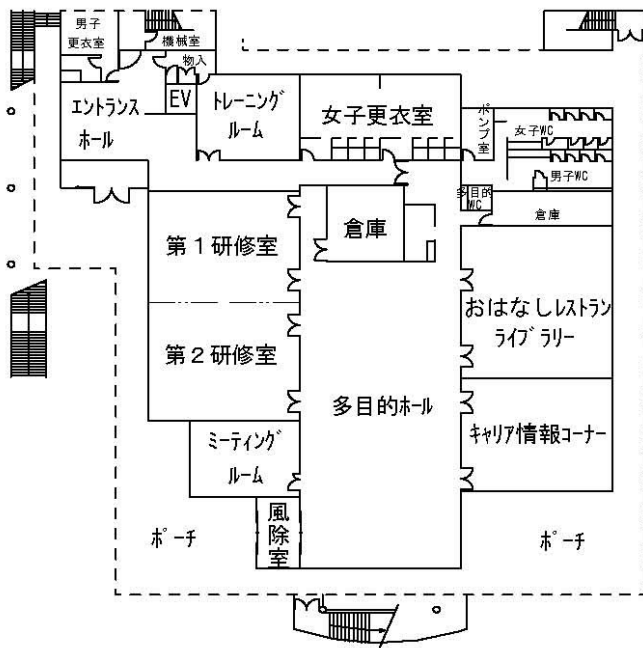 男子
更衣室
機械室
物入
EV
エントランス
ホール
トレーニング
ルーム
女子更衣室
ポンプ室
女子WC
男子WC
多目的
WC
倉庫
倉庫
第１研修室
第２研修室
おはなしレストラン
ライブラリー
多目的ホール
キャリア情報コーナー
ミーティング
ルーム
風除室
ポーチ
ポーチ